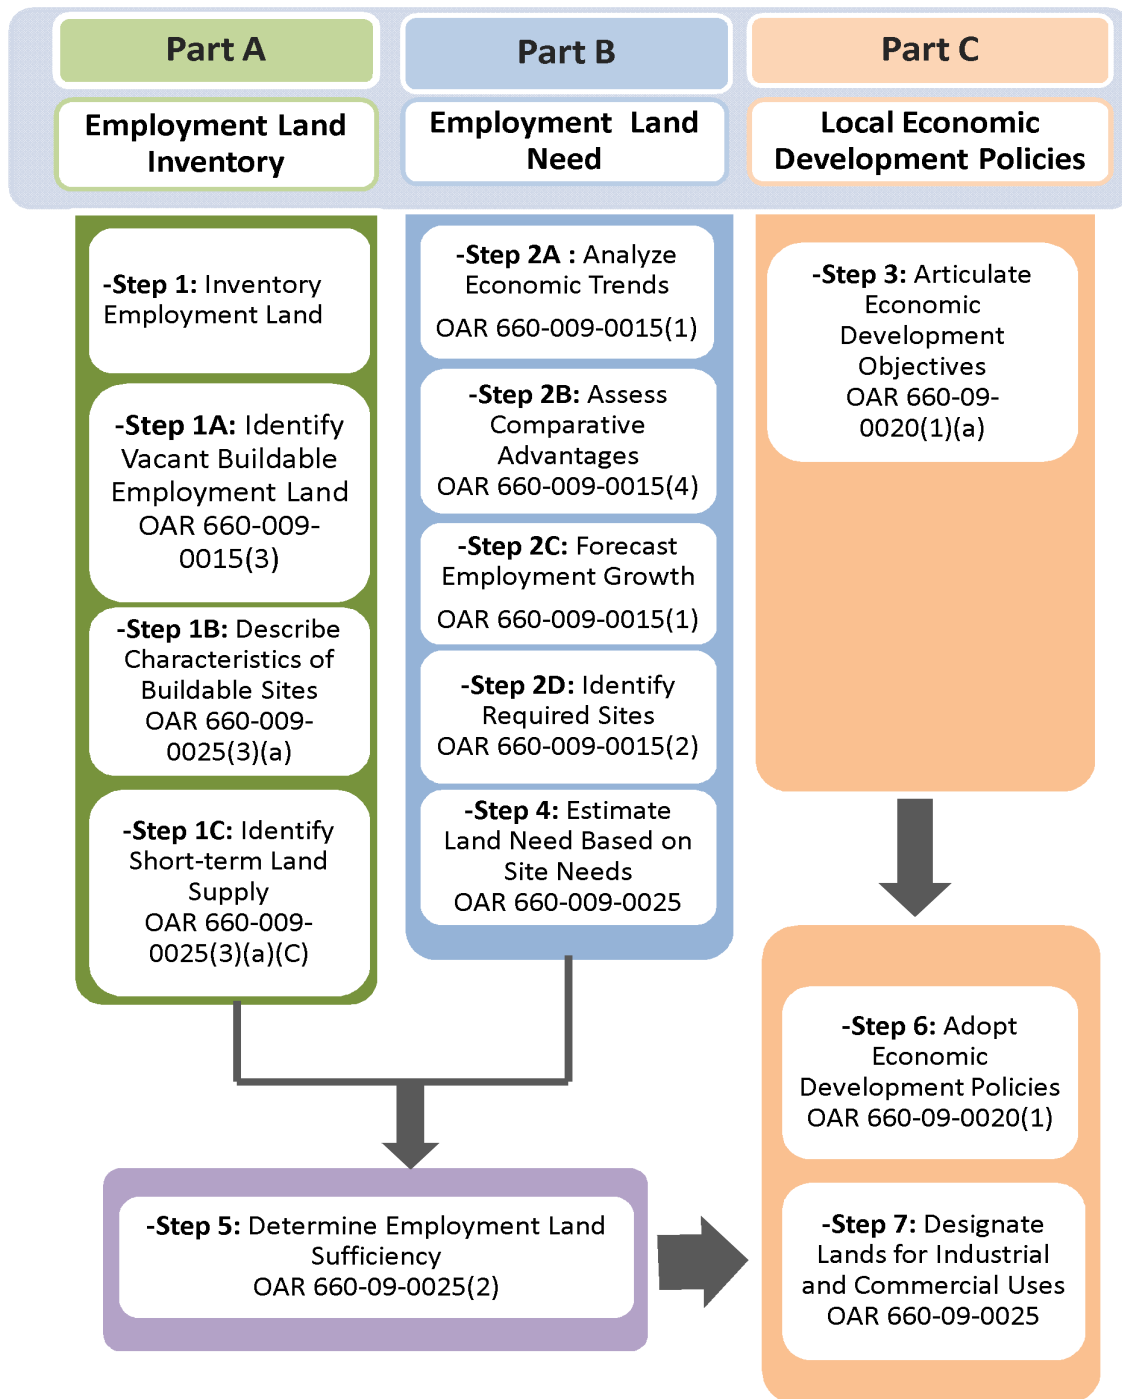 Part A
Employment Land
Inventory
-Step 1: Inventory
Employment Land
-Step 1A: Identify
Vacant Buildable
Employment Land
OAR 660-009-
0015(3)
-Step 1B: Describe
Characteristics of
Buildable Sites
OAR 660-009-
0025(3)(a)
-Step 1C: Identify
Short-term Land
Supply
OAR 660-009-
0025(3)(a)(C)
Part B
Employment Land
Need
-Step 2A : Analyze
Economic Trends
OAR 660-009-0015(1)
-Step 2B: Assess
Comparative
Advantages
OAR 660-009-0015(4)
-Step 2C: Forecast
Employment Growth
OAR 660-009-0015(1)
-Step 2D: Identify
Required Sites
OAR 660-009-0015(2)
-Step 4: Estimate
Land Need Based on
Site Needs
OAR 660-009-0025
Part C
Local Economic
Development Policies
-Step 3: Articulate
Economic
Development
Objectives
OAR 660-09-
0020(1)(a)
-Step 5: Determine Employment Land
Sufficiency
OAR 660-09-0025(2)
-Step 6: Adopt
Economic
Development Policies
OAR 660-09-0020(1)
-Step 7: Designate
Lands for Industrial
and Commercial Uses
OAR 660-09-0025